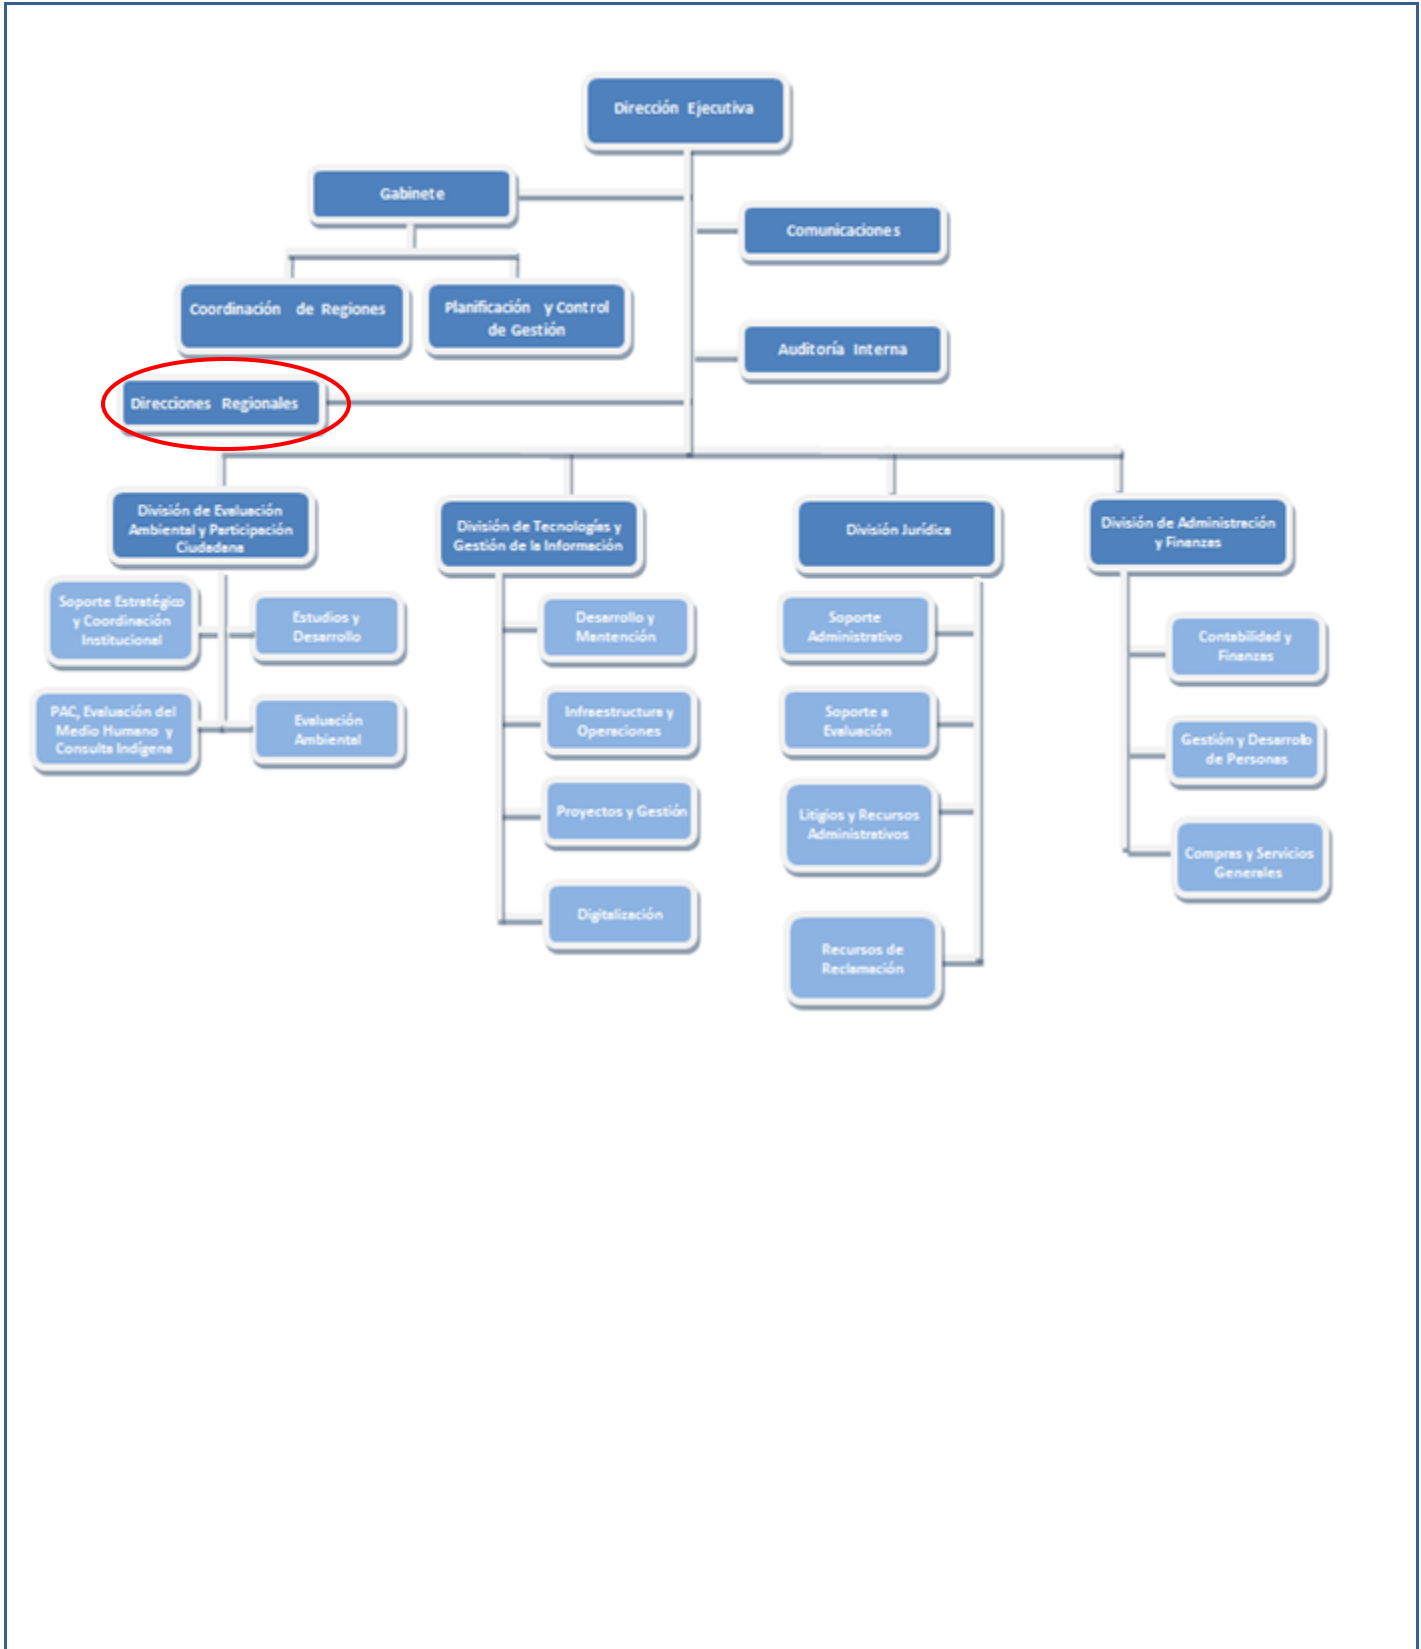 Dirección Ejecutiva
Gabinete
Comunicaciones
Coordinación de Regiones
Planificación y Control
de Gestión
Auditoría Interna
Direcciones Regionales
División de Evaluación
Ambiental y Participación
Ciudadana
División de Tecnologías y
Gestión de la Información
División Jurídica
División de Administración
y Finanzas
Soporte Estratégico
y Coordinación
Institucional
Estudios y
Desarrollo
PAC, Evaluación del
Medio Humano y
Consulta Indígena
Evaluación
Ambiental
Desarrollo y
Mantención
Infraestructura y
Operaciones
Proyectos y Gestión
Digitalización
Soporte
Administrativo
Soporte a
Evaluación
Litigios y Recursos
Administrativos
Recursos de
Reclamación
Contabilidad y
Finanzas
Gestión y Desarrollo
de Personas
Compras y Servicios
Generales